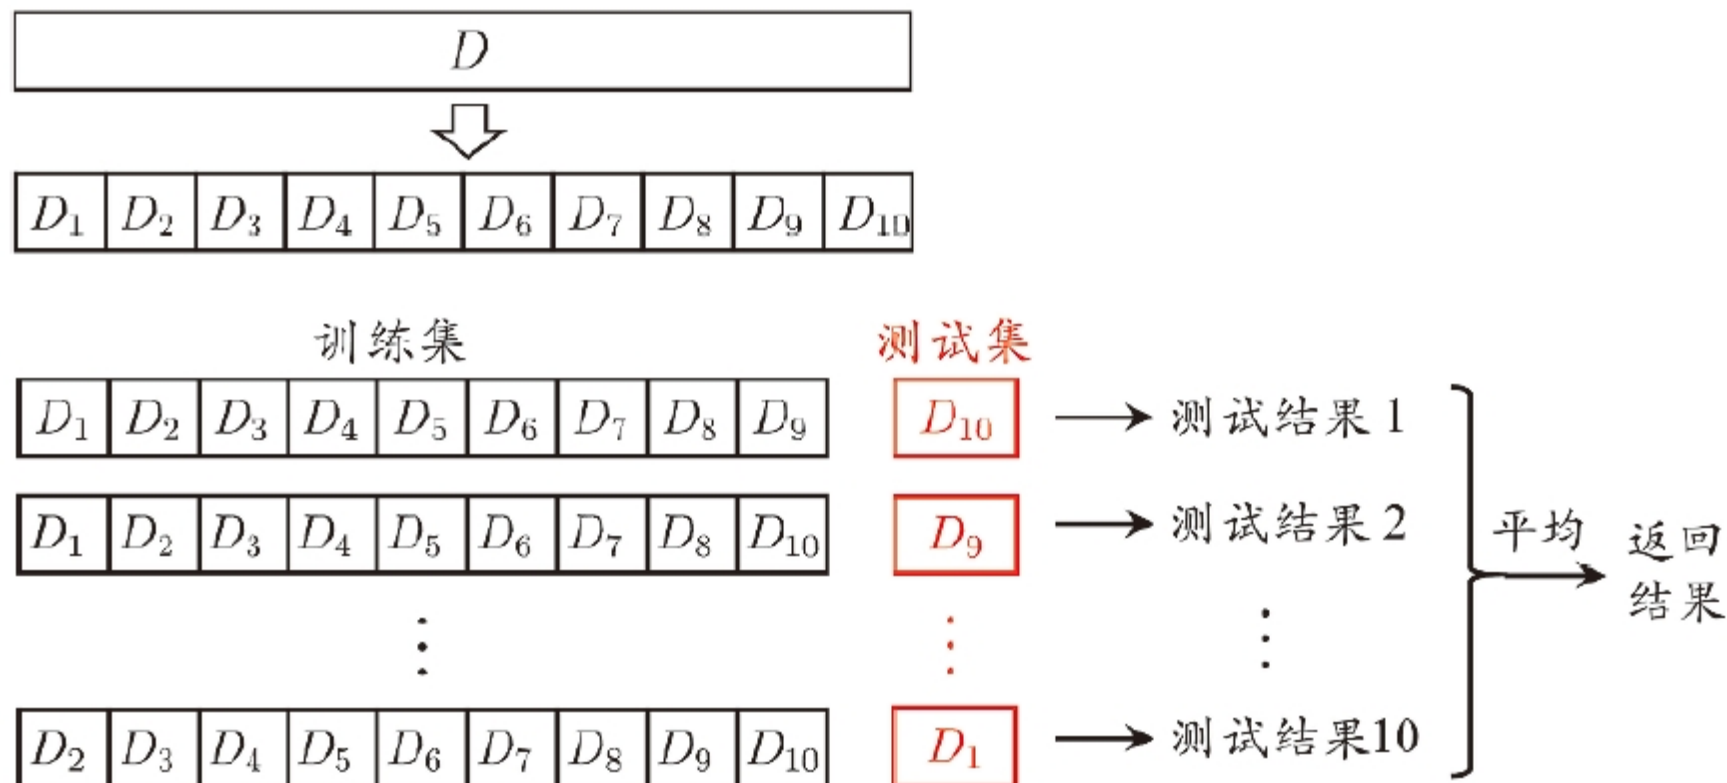 D
D₁ D₂ D₃ D₄ D₅ D₆ D₇ D₈ D₉ D₁₀
训练集 测试集
D₁ D₂ D₃ D₄ D₅ D₆ D₇ D₈ D₉ D₁₀ 测试结果 1
D₁ D₂ D₃ D₄ D₅ D₆ D₇ D₈ D₁₀ D₉ 测试结果 2
平均 返回
结果
⋮ ⋮ ⋮
D₂ D₃ D₄ D₅ D₆ D₇ D₈ D₉ D₁₀ D₁ 测试结果10